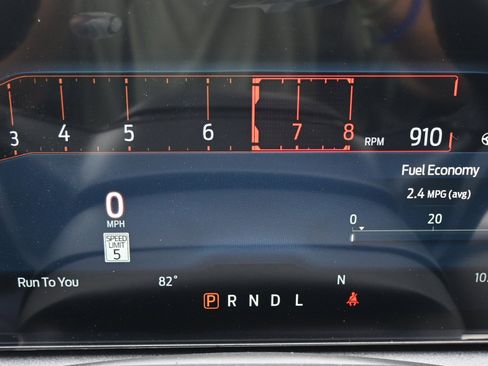 3 4 5 6 7 8 RPM 910
Fuel Economy
2.4 MPG (avg)
0 20
0
MPH
SPEED
LIMIT
5
Run To You 82° N 10.
P R N D L